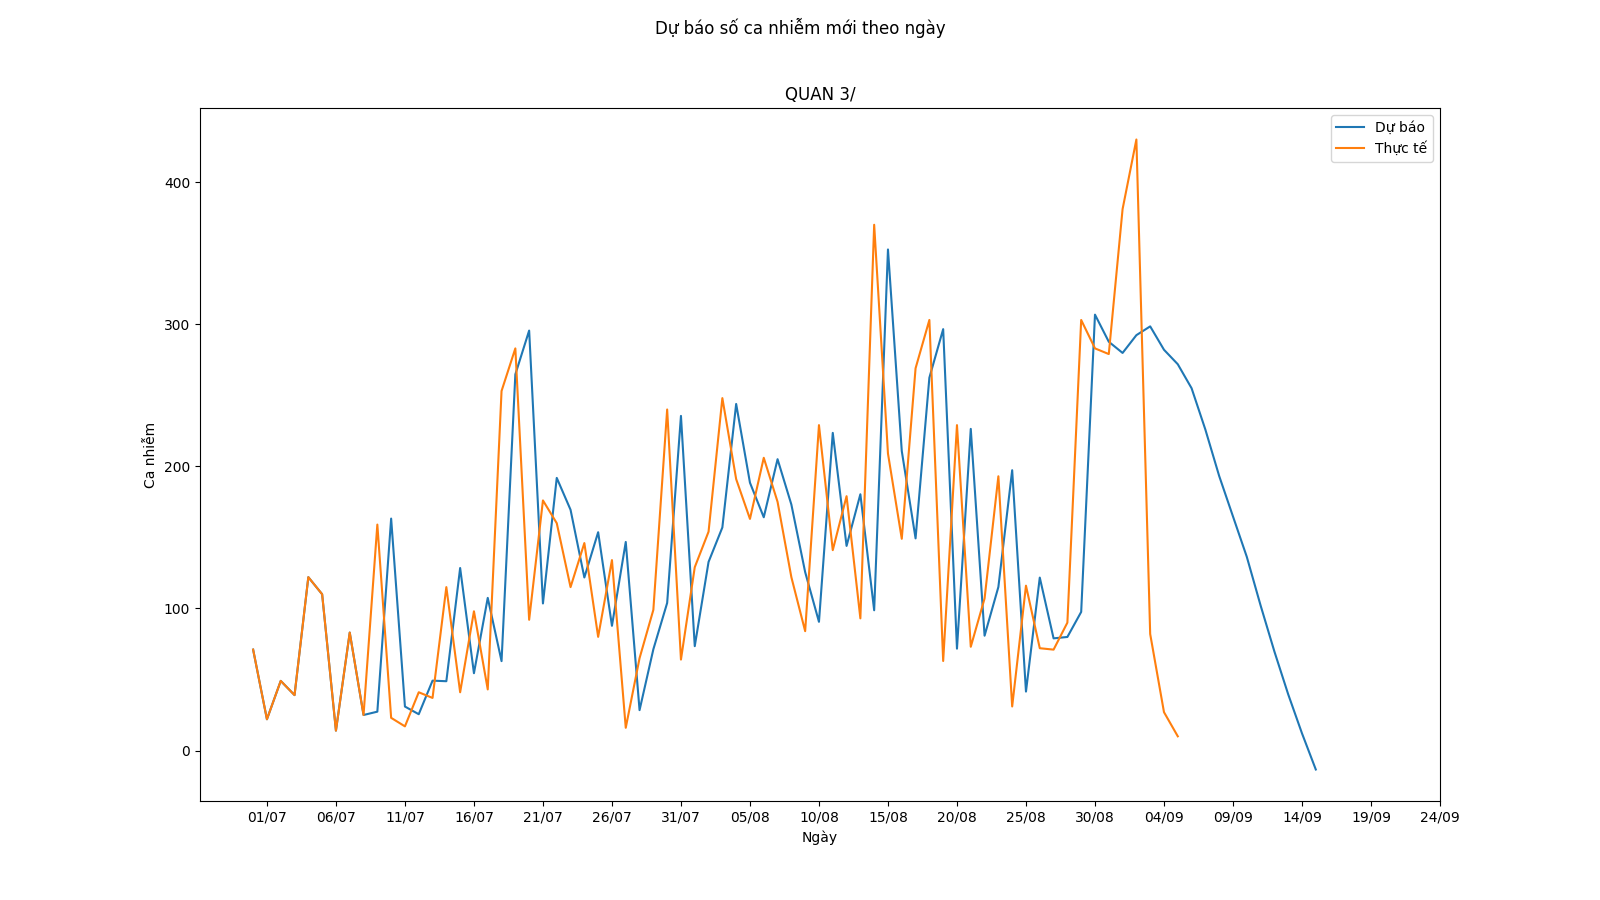 Dự báo số ca nhiễm mới theo ngày
QUAN 3/
Dự báo
Thực tế
400
300
200
100
0
Ca nhiễm
01/07 06/07 11/07 16/07 21/07 26/07 31/07 05/08 10/08 15/08 20/08 25/08 30/08 04/09 09/09 14/09 19/09 24/09
Ngày